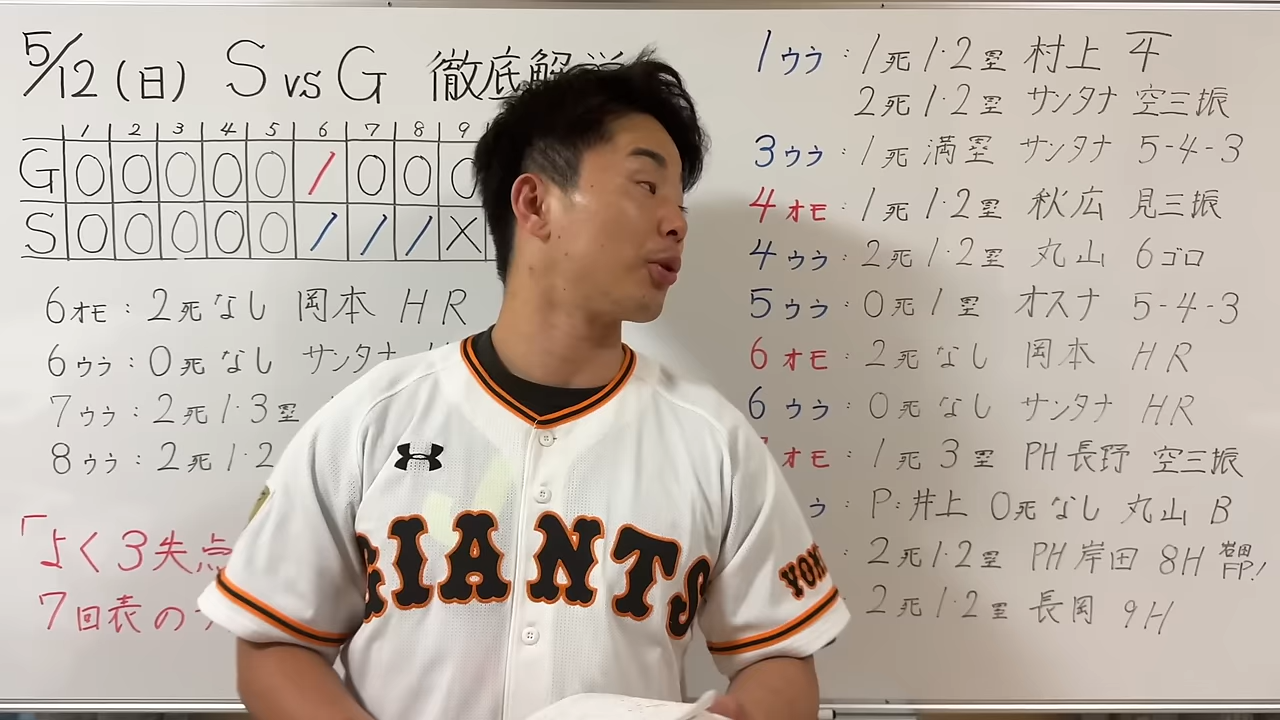 5/12(日) S vs G 徹底解
1 2 3 4 5 6 7 8 9
G 0 0 0 0 0 1 0 0 0
S 0 0 0 0 0 1 1 1 X
6オモ:2死なし 岡本 HR
6ウラ:0死なし サンタナ
7ウラ:2死1・3塁
8ウラ:2死1・2
「よく3失点
7回表の
1ウラ:1死1・2塁 村上 4
2死1・2塁 サンタナ 空三振
3ウラ:1死満塁 サンタナ 5-4-3
4オモ:1死1・2塁 秋広 見三振
4ウラ:2死1・2塁 丸山 6ゴロ
5ウラ:0死1塁 オスナ 5-4-3
6オモ:2死なし 岡本 HR
6ウラ:0死なし サンタナ HR
オモ:1死3塁 PH長野 空三振
P:井上 0死なし 丸山 B
:2死1・2塁 PH岸田 8H 岩田FP!
2死1・2塁 長岡 9H
GIANTS
YOM